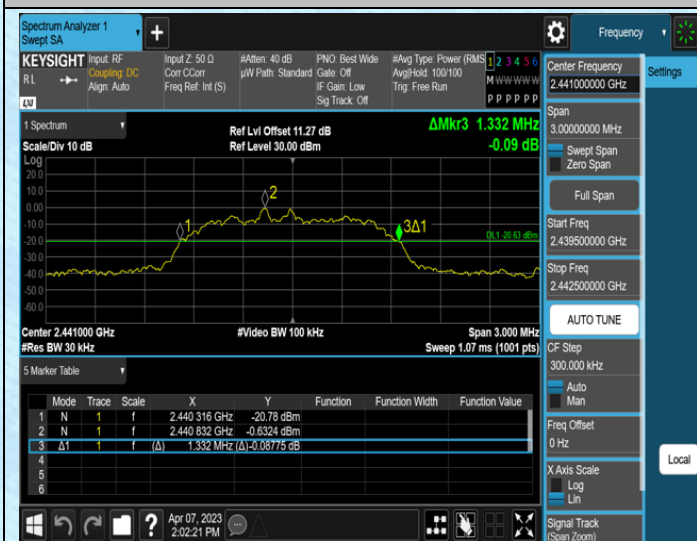 Spectrum Analyzer 1
Swept SA
Frequency
KEYSIGHT
RL
Input: RF
Coupling: DC
Align: Auto
Input Z: 50 Ω
Corr CCorr
Freq Ref: Int (S)
#Atten: 40 dB
µW Path: Standard
PNO: Best Wide
Gate: Off
IF Gain: Low
Sig Track: Off
#Avg Type: Power (RMS
Avg|Hold: 100/100
Trig: Free Run
1 2 3 4 5 6
M W W W W W
P P P P P P
LXI
1 Spectrum
Scale/Div 10 dB
Ref Lvl Offset 11.27 dB
Ref Level 30.00 dBm
ΔMkr3 1.332 MHz
-0.09 dB
Log
20.0
10.0
0.00
-10.0
-20.0
-30.0
-40.0
-50.0
-60.0
1
2
3Δ1
DL1 -20.63 dBm
Center 2.441000 GHz
#Video BW 100 kHz
Span 3.000 MHz
#Res BW 30 kHz
Sweep 1.07 ms (1001 pts)
5 Marker Table
Mode Trace Scale X Y Function Function Width Function Value
1 N 1 f 2.440 316 GHz -20.78 dBm
2 N 1 f 2.440 832 GHz -0.6324 dBm
3 Δ1 1 f (Δ) 1.332 MHz (Δ) -0.08775 dB
4
5
6
Apr 07, 2023
2:02:21 PM
Center Frequency
2.441000000 GHz
Span
3.00000000 MHz
Swept Span
Zero Span
Full Span
Start Freq
2.439500000 GHz
Stop Freq
2.442500000 GHz
AUTO TUNE
CF Step
300.000 kHz
Auto
Man
Freq Offset
0 Hz
X Axis Scale
Log
Lin
Signal Track
(Span Zoom)
Settings
Local